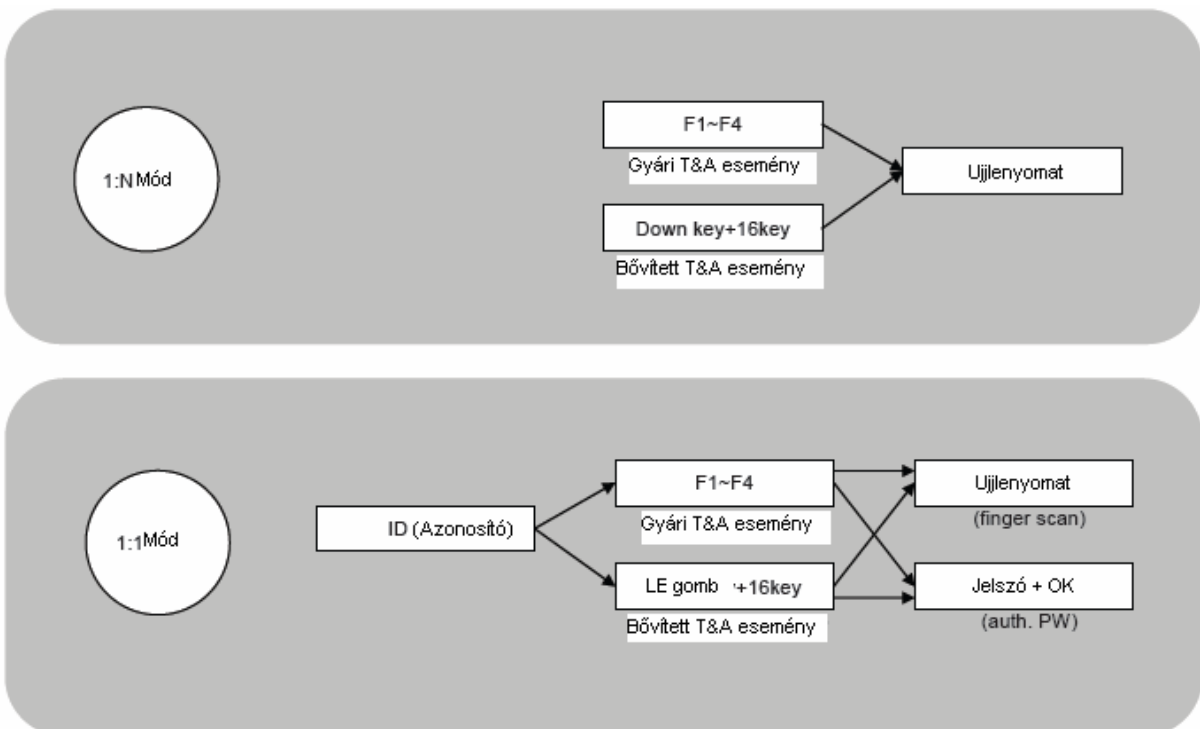 1:N Mód
F1~F4
Gyári T&A esemény
Down key+16key
Bővített T&A esemény
Ujjlenyomat
1:1 Mód
ID (Azonosító)
F1~F4
Gyári T&A esemény
LE gomb +16key
Bővített T&A esemény
Ujjlenyomat
(finger scan)
Jelszó + OK
(auth. PW)